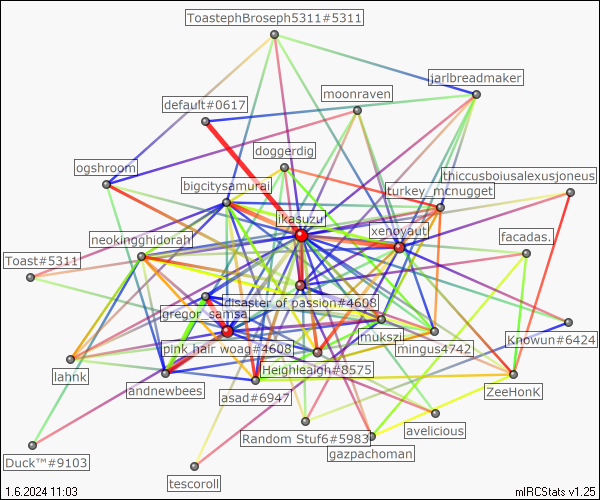 ToastephBroseph5311#5311
jarlbreadmaker
moonraven
default#0617
doggerdig
ogshroom
thiccusboiusalexusjoneus
bigcitysamurai
turkey_mcnugget
Ikasuzu
xenoyaut
neokingghidorah
facadas.
Toast#5311
disaster of passion#4608
gregor_samsa
mukszi
Knowun#6424
pink hair woag#4608
mingus4742
Heighleaigh#8575
lahnk
andnewbees
asad#6947
ZeeHonK
avelicious
Random Stuf6#5983
gazpachoman
Duck™#9103
tescoroll
1.6.2024 11:03
mIRCStats v1.25